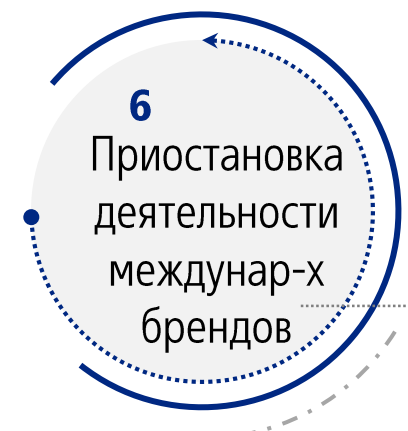 6
Приостановка
деятельности
междунар-х
брендов